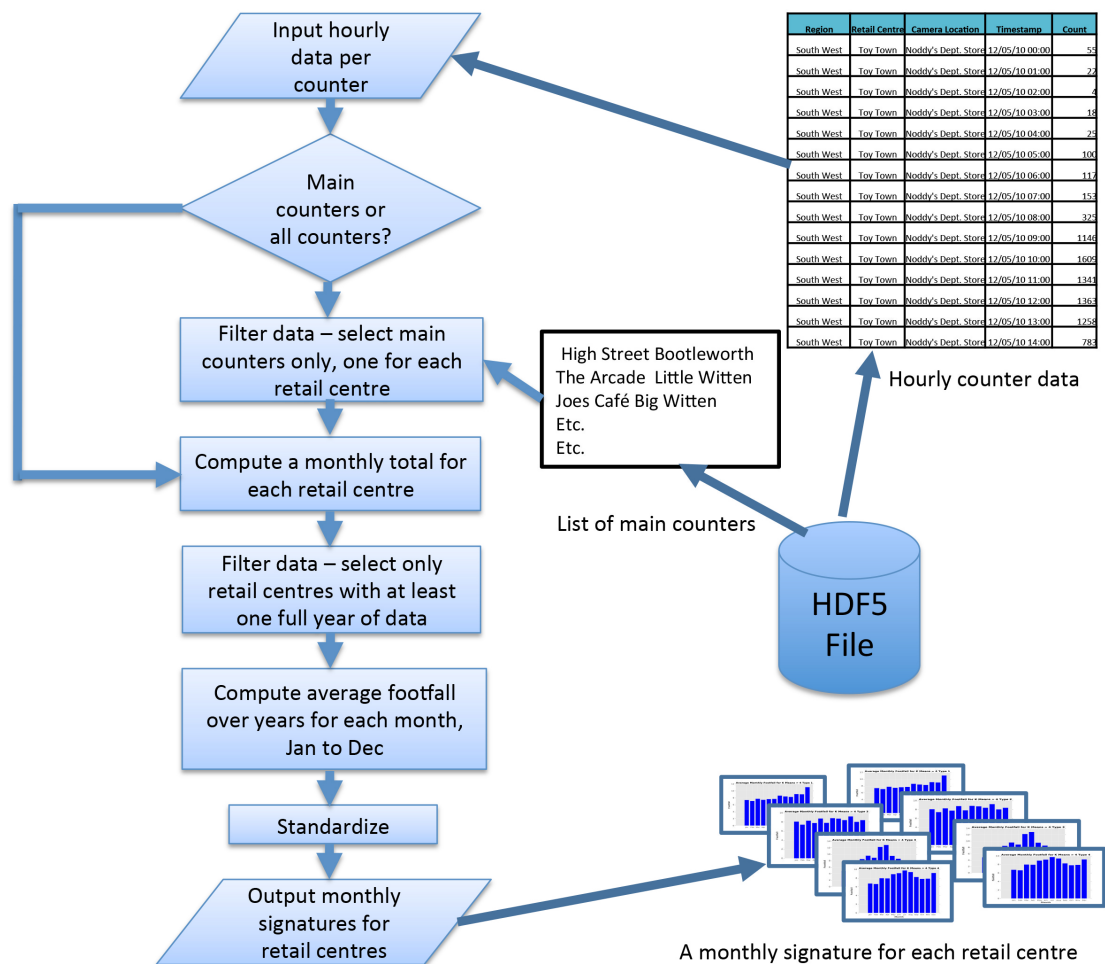 Input hourly
data per
counter
Main
counters or
all counters?
Filter data – select main
counters only, one for each
retail centre
Compute a monthly total for
each retail centre
Filter data – select only
retail centres with at least
one full year of data
Compute average footfall
over years for each month,
Jan to Dec
Standardize
Output monthly
signatures for
retail centres
High Street Bootleworth
The Arcade  Little Witten
Joes Café Big Witten
Etc.
Etc.
List of main counters
Region Retail Centre Camera Location Timestamp Count
South West Toy Town Noddy's Dept. Store 12/05/10 00:00 55
South West Toy Town Noddy's Dept. Store 12/05/10 01:00 22
South West Toy Town Noddy's Dept. Store 12/05/10 02:00 4
South West Toy Town Noddy's Dept. Store 12/05/10 03:00 18
South West Toy Town Noddy's Dept. Store 12/05/10 04:00 25
South West Toy Town Noddy's Dept. Store 12/05/10 05:00 100
South West Toy Town Noddy's Dept. Store 12/05/10 06:00 117
South West Toy Town Noddy's Dept. Store 12/05/10 07:00 153
South West Toy Town Noddy's Dept. Store 12/05/10 08:00 325
South West Toy Town Noddy's Dept. Store 12/05/10 09:00 1146
South West Toy Town Noddy's Dept. Store 12/05/10 10:00 1609
South West Toy Town Noddy's Dept. Store 12/05/10 11:00 1341
South West Toy Town Noddy's Dept. Store 12/05/10 12:00 1363
South West Toy Town Noddy's Dept. Store 12/05/10 13:00 1258
South West Toy Town Noddy's Dept. Store 12/05/10 14:00 783
Hourly counter data
HDF5
File
A monthly signature for each retail centre